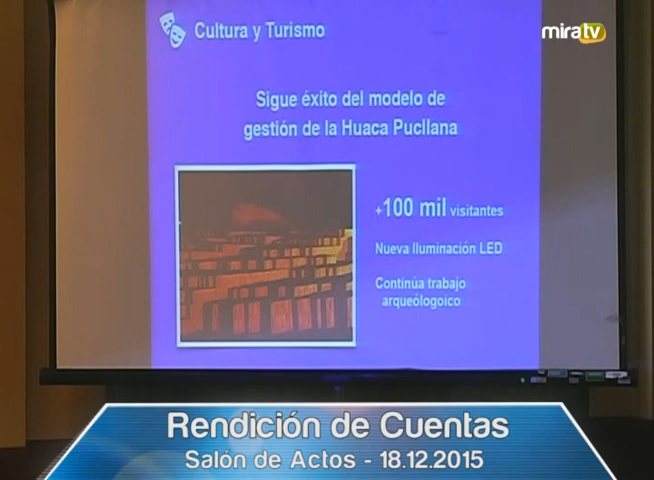 Cultura y Turismo
miratv
Sigue éxito del modelo de
gestión de la Huaca Pucllana
+100 mil visitantes
Nueva Iluminación LED
Continúa trabajo
arqueólogoico
Rendición de Cuentas
Salón de Actos - 18.12.2015